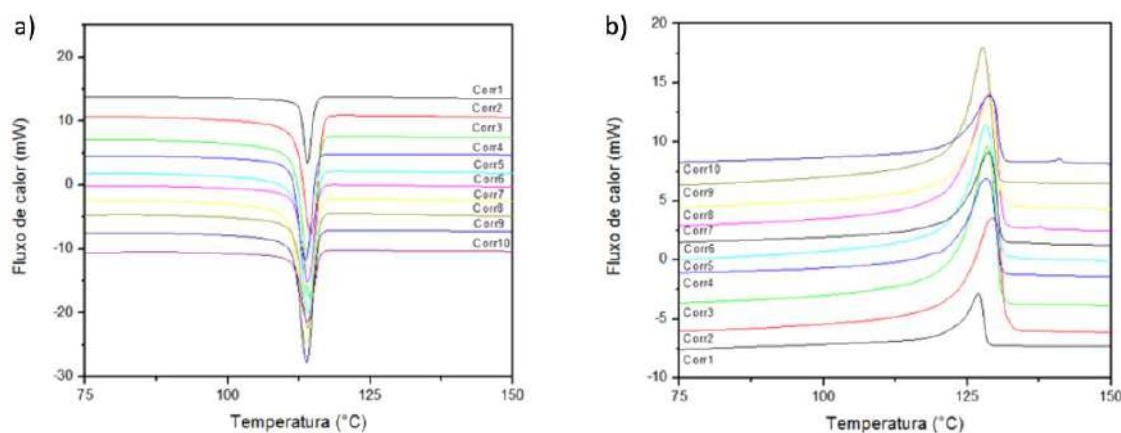 a)
Fluxo de calor (mW)
20
10
0
-10
-20
-30
Corr1
Corr2
Corr3
Corr4
Corr5
Corr6
Corr7
Corr8
Corr9
Corr10
75
100
125
150
Temperatura (°C)
b)
Fluxo de calor (mW)
20
15
10
5
0
-5
-10
Corr10
Corr9
Corr8
Corr7
Corr6
Corr5
Corr4
Corr3
Corr2
Corr1
75
100
125
150
Temperatura (°C)